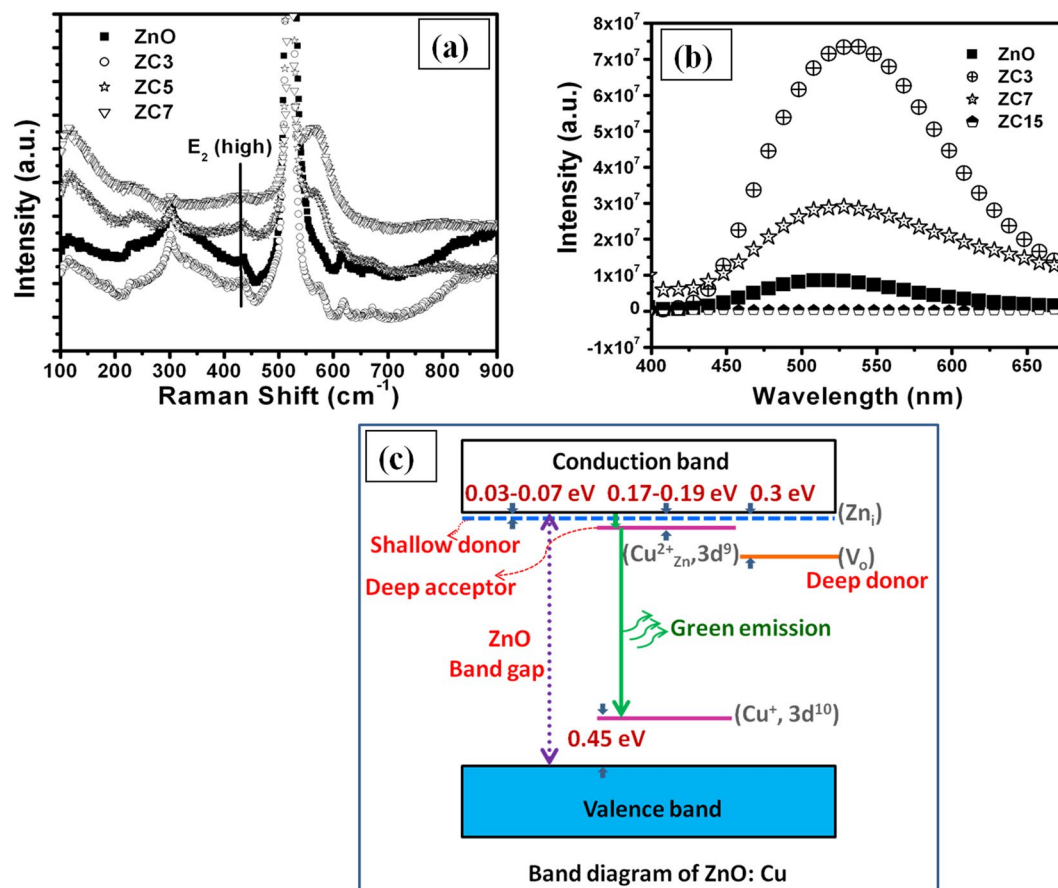 (a)
ZnO
ZC3
ZC5
ZC7
E₂ (high)
Intensity (a.u.)
100 200 300 400 500 600 700 800 900
Raman Shift (cm⁻¹)
(b)
ZnO
ZC3
ZC7
ZC15
8x10⁷
7x10⁷
6x10⁷
5x10⁷
4x10⁷
3x10⁷
2x10⁷
1x10⁷
0
-1x10⁷
Intensity (a.u.)
400 450 500 550 600 650
Wavelength (nm)
(c)
Conduction band
0.03-0.07 eV 0.17-0.19 eV 0.3 eV
(Znᵢ)
Shallow donor
(Cu²⁺Zn,3d⁹)
(Vₒ)
Deep acceptor
Deep donor
ZnO
Band gap
Green emission
(Cu⁺, 3d¹⁰)
0.45 eV
Valence band
Band diagram of ZnO: Cu